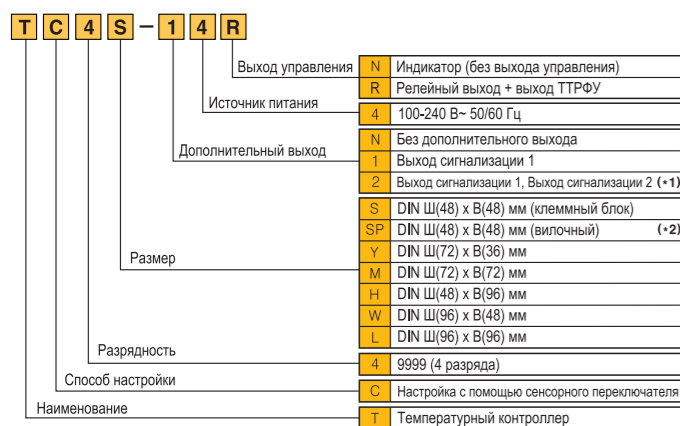 TC4S-14R
Выход управления
N Индикатор (без выхода управления)
R Релейный выход + выход ТТРФУ
Источник питания
4 100-240 В~ 50/60 Гц
Дополнительный выход
N Без дополнительного выхода
1 Выход сигнализации 1
2 Выход сигнализации 1, Выход сигнализации 2 (*1)
Размер
S DIN Ш(48) x В(48) мм (клеммный блок)
SP DIN Ш(48) x В(48) мм (вилочный) (*2)
Y DIN Ш(72) x В(36) мм
M DIN Ш(72) x В(72) мм
H DIN Ш(48) x В(96) мм
W DIN Ш(96) x В(48) мм
L DIN Ш(96) x В(96) мм
Разрядность
4 9999 (4 разряда)
Способ настройки
C Настройка с помощью сенсорного переключателя
Наименование
T Температурный контроллер